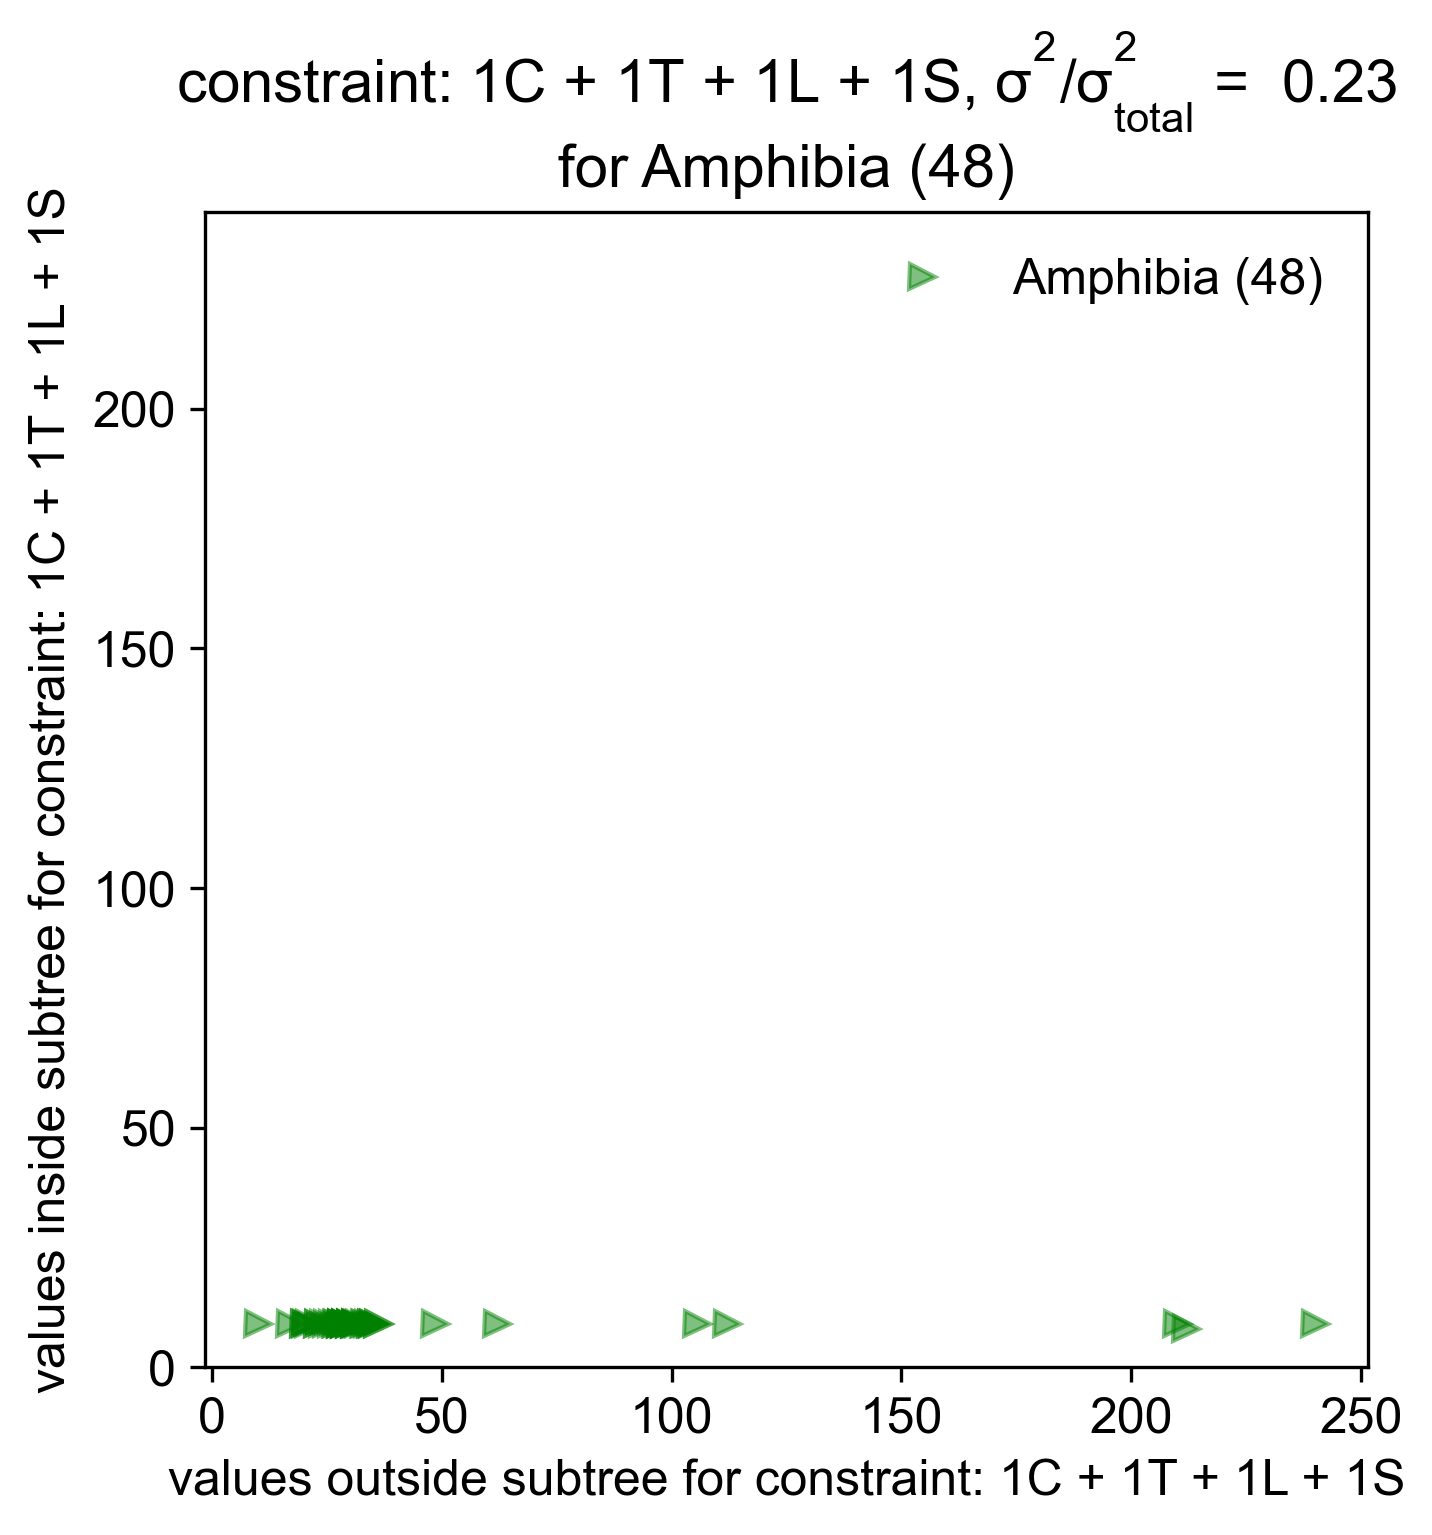 constraint: 1C + 1T + 1L + 1S, σ²/σ²total = 0.23
for Amphibia (48)
Amphibia (48)
values inside subtree for constraint: 1C + 1T + 1L + 1S
200
150
100
50
0
0 50 100 150 200 250
values outside subtree for constraint: 1C + 1T + 1L + 1S